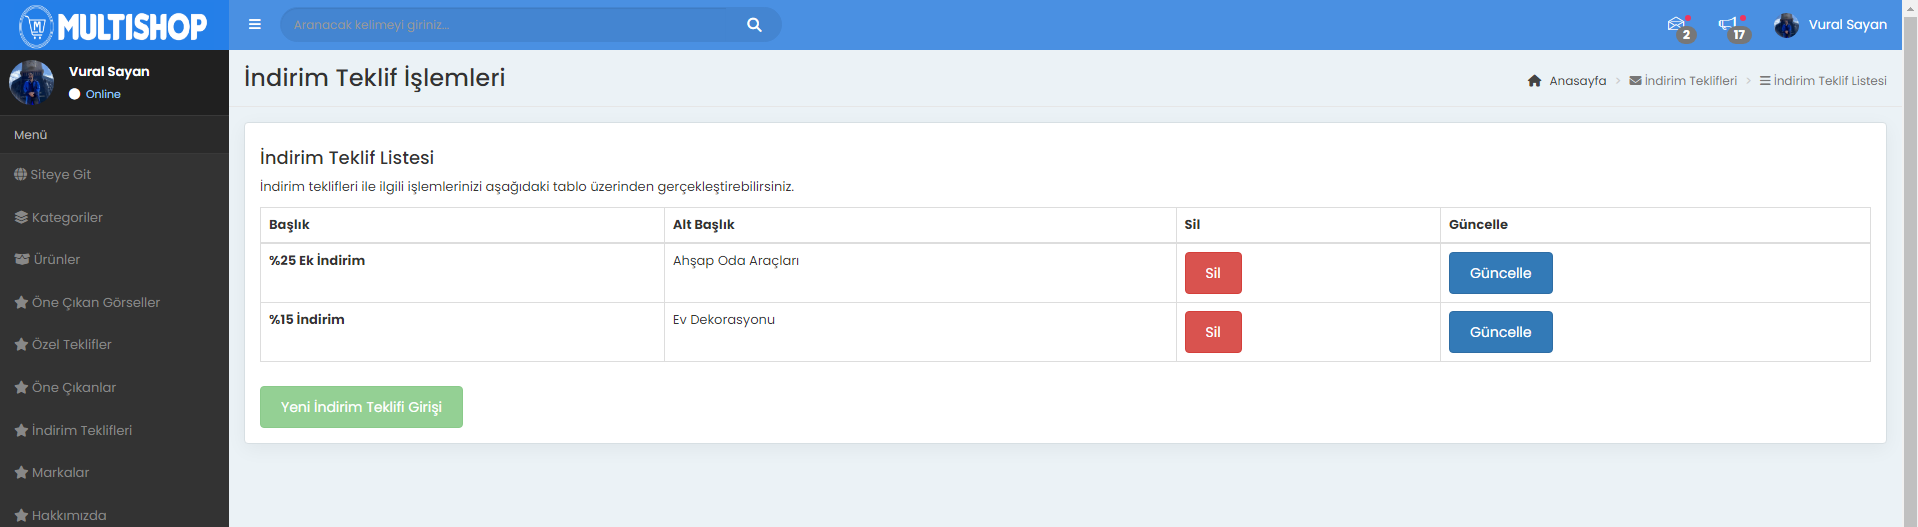 MULTISHOP
Aranacak kelimeyi giriniz...
2
17
Vural Sayan
Vural Sayan
Online
Menü
Siteye Git
Kategoriler
Ürünler
Öne Çıkan Görseller
Özel Teklifler
Öne Çıkanlar
İndirim Teklifleri
Markalar
Hakkımızda
İndirim Teklif İşlemleri
Anasayfa > İndirim Teklifleri > İndirim Teklif Listesi
İndirim Teklif Listesi
İndirim teklifleri ile ilgili işlemlerinizi aşağıdaki tablo üzerinden gerçekleştirebilirsiniz.
Başlık Alt Başlık Sil Güncelle
%25 Ek İndirim Ahşap Oda Araçları Sil Güncelle
%15 İndirim Ev Dekorasyonu Sil Güncelle
Yeni İndirim Teklifi Girişi